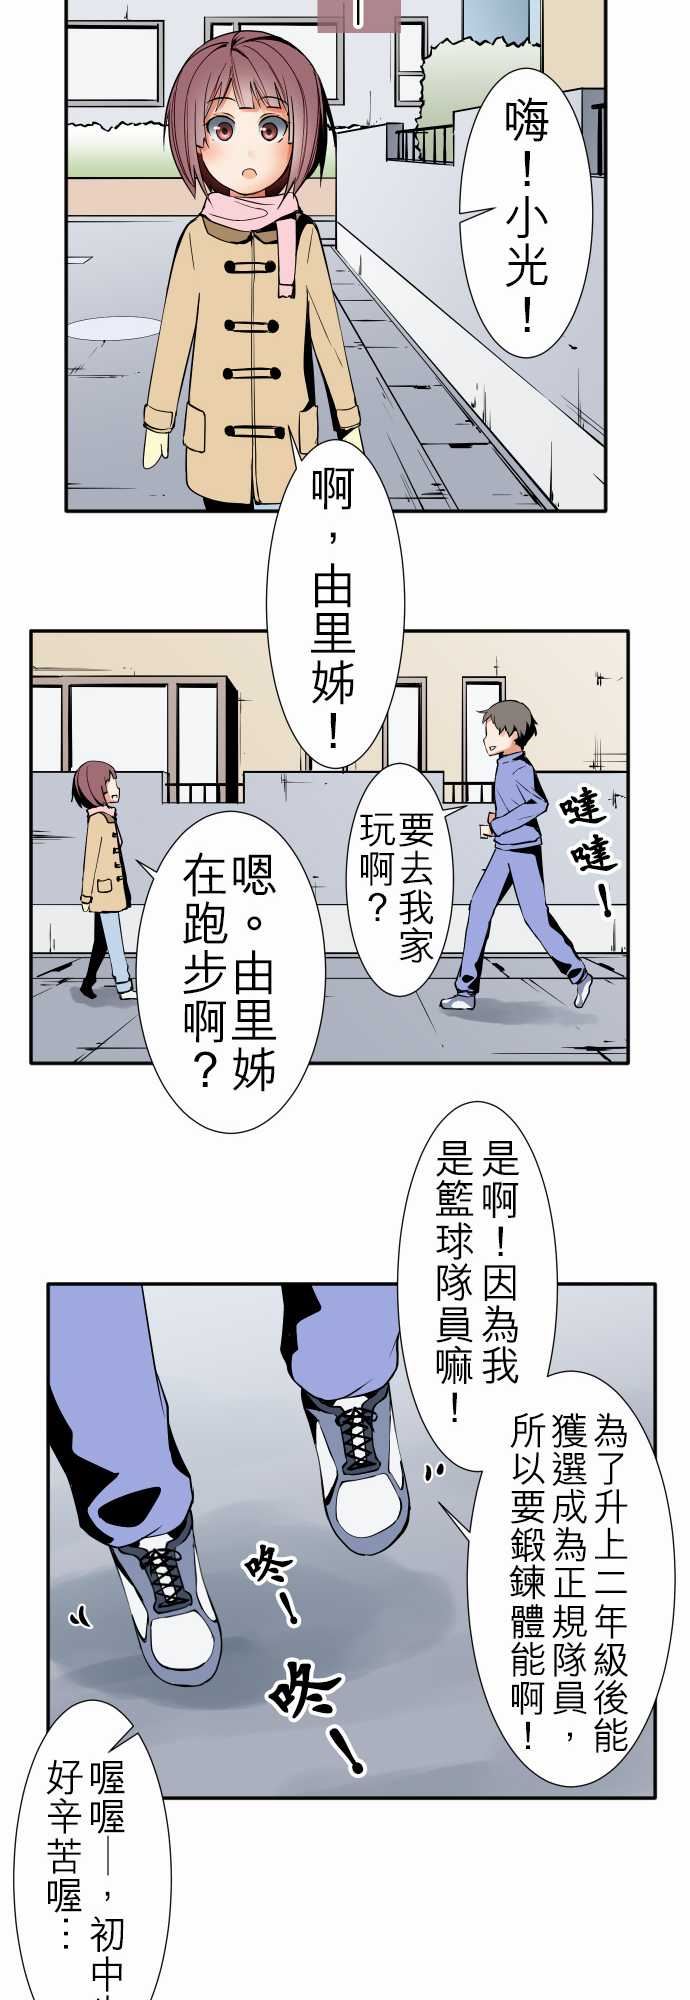 嗨！小光！
啊，由里姊！
要去我家
玩啊？
噠噠！
嗯。由里姊
在跑步啊？
是啊！因為我
是籃球隊員嘛！
為了升上二年級後能
獲選成為正規隊員，
所以要鍛鍊體能啊！
咚！
咚！
喔喔—，初中
好辛苦喔…